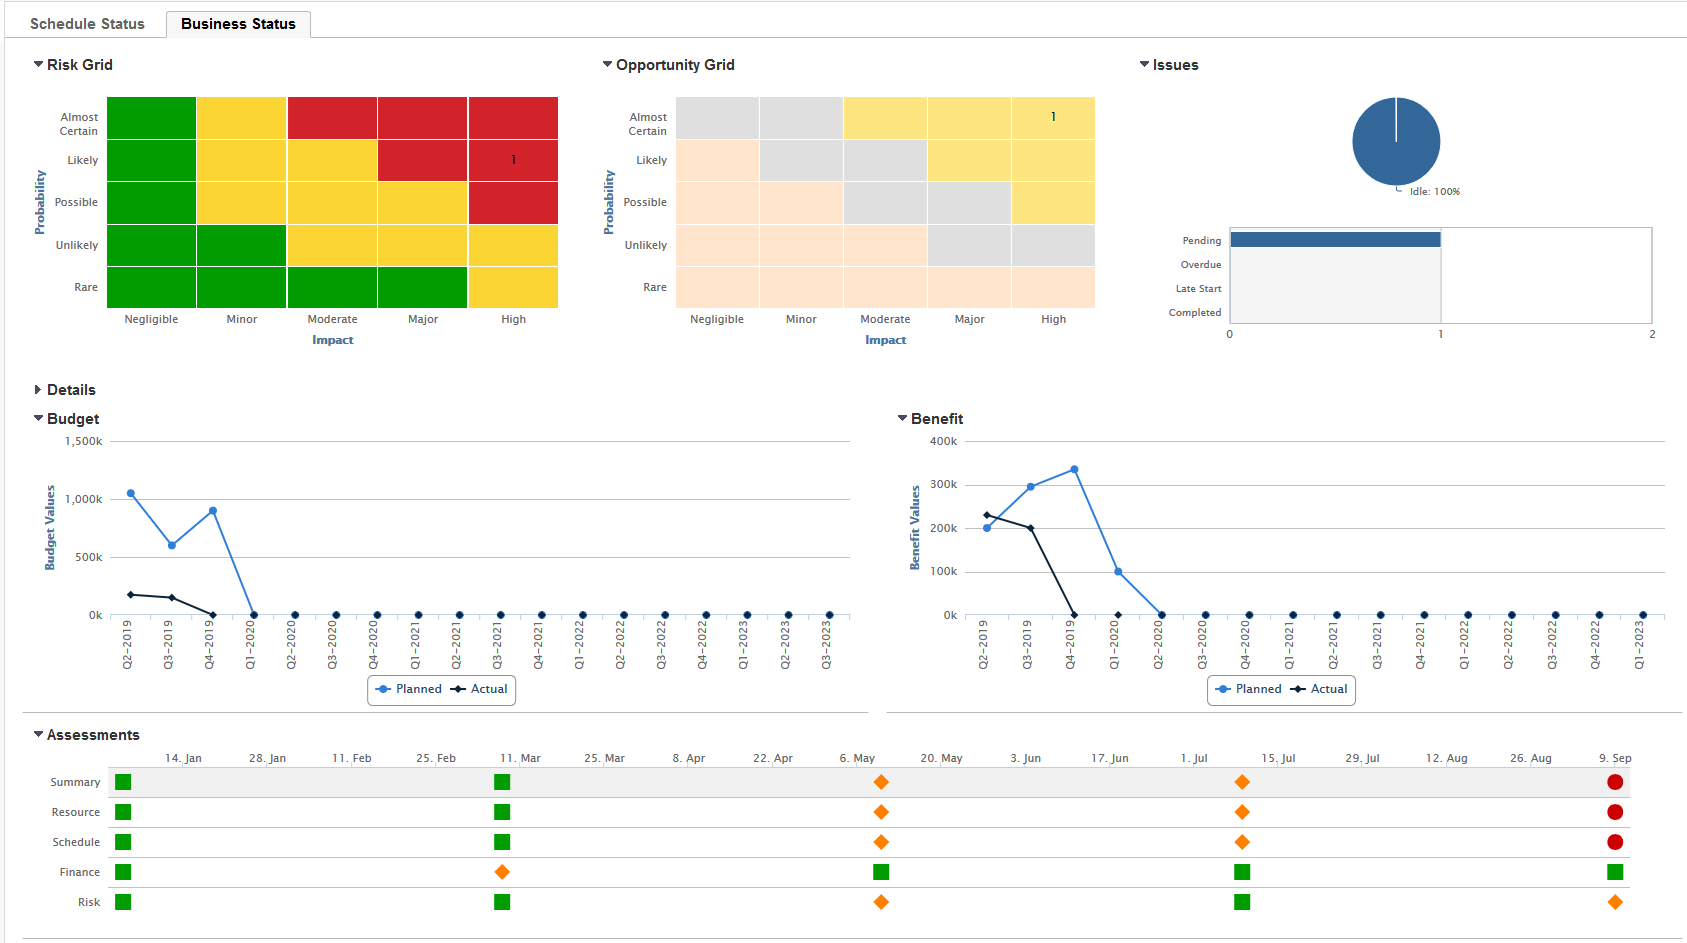 Schedule Status
Business Status
Risk Grid
Opportunity Grid
Issues
Probability
Almost
Certain
Likely
1
Possible
Unlikely
Rare
Negligible Minor Moderate Major High
Impact
Probability
Almost
Certain
1
Likely
Possible
Unlikely
Rare
Negligible Minor Moderate Major High
Impact
Idle: 100%
Pending
Overdue
Late Start
Completed
0 1 2
Details
Budget
Budget Values
1,500k
1,000k
500k
0k
Q2-2019
Q3-2019
Q4-2019
Q1-2020
Q2-2020
Q3-2020
Q4-2020
Q1-2021
Q2-2021
Q3-2021
Q4-2021
Q1-2022
Q2-2022
Q3-2022
Q4-2022
Q1-2023
Q2-2023
Q3-2023
Planned Actual
Benefit
Benefit Values
400k
300k
200k
100k
0k
Q2-2019
Q3-2019
Q4-2019
Q1-2020
Q2-2020
Q3-2020
Q4-2020
Q1-2021
Q2-2021
Q3-2021
Q4-2021
Q1-2022
Q2-2022
Q3-2022
Q4-2022
Q1-2023
Planned Actual
Assessments
14. Jan 28. Jan 11. Feb 25. Feb 11. Mar 25. Mar 8. Apr 22. Apr 6. May 20. May 3. Jun 17. Jun 1. Jul 15. Jul 29. Jul 12. Aug 26. Aug 9. Sep
Summary
Resource
Schedule
Finance
Risk